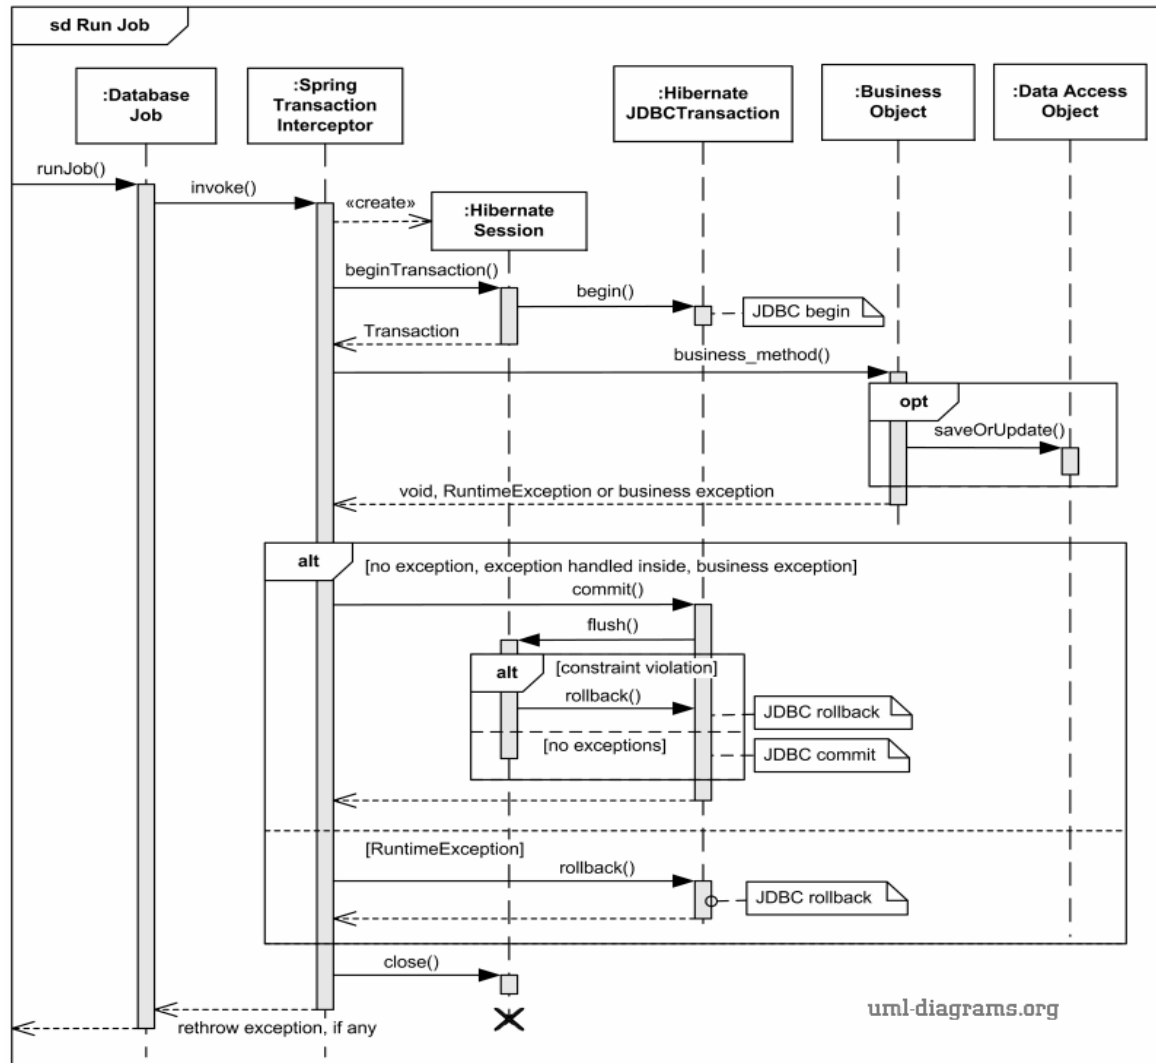 sd Run Job
:Database
Job
:Spring
Transaction
Interceptor
:Hibernate
JDBCTransaction
:Business
Object
:Data Access
Object
runJob()
invoke()
«create»
:Hibernate
Session
beginTransaction()
begin()
JDBC begin
Transaction
business_method()
opt
saveOrUpdate()
void, RuntimeException or business exception
alt
[no exception, exception handled inside, business exception]
commit()
flush()
alt
[constraint violation]
rollback()
JDBC rollback
[no exceptions]
JDBC commit
[RuntimeException]
rollback()
JDBC rollback
close()
uml-diagrams.org
rethrow exception, if any